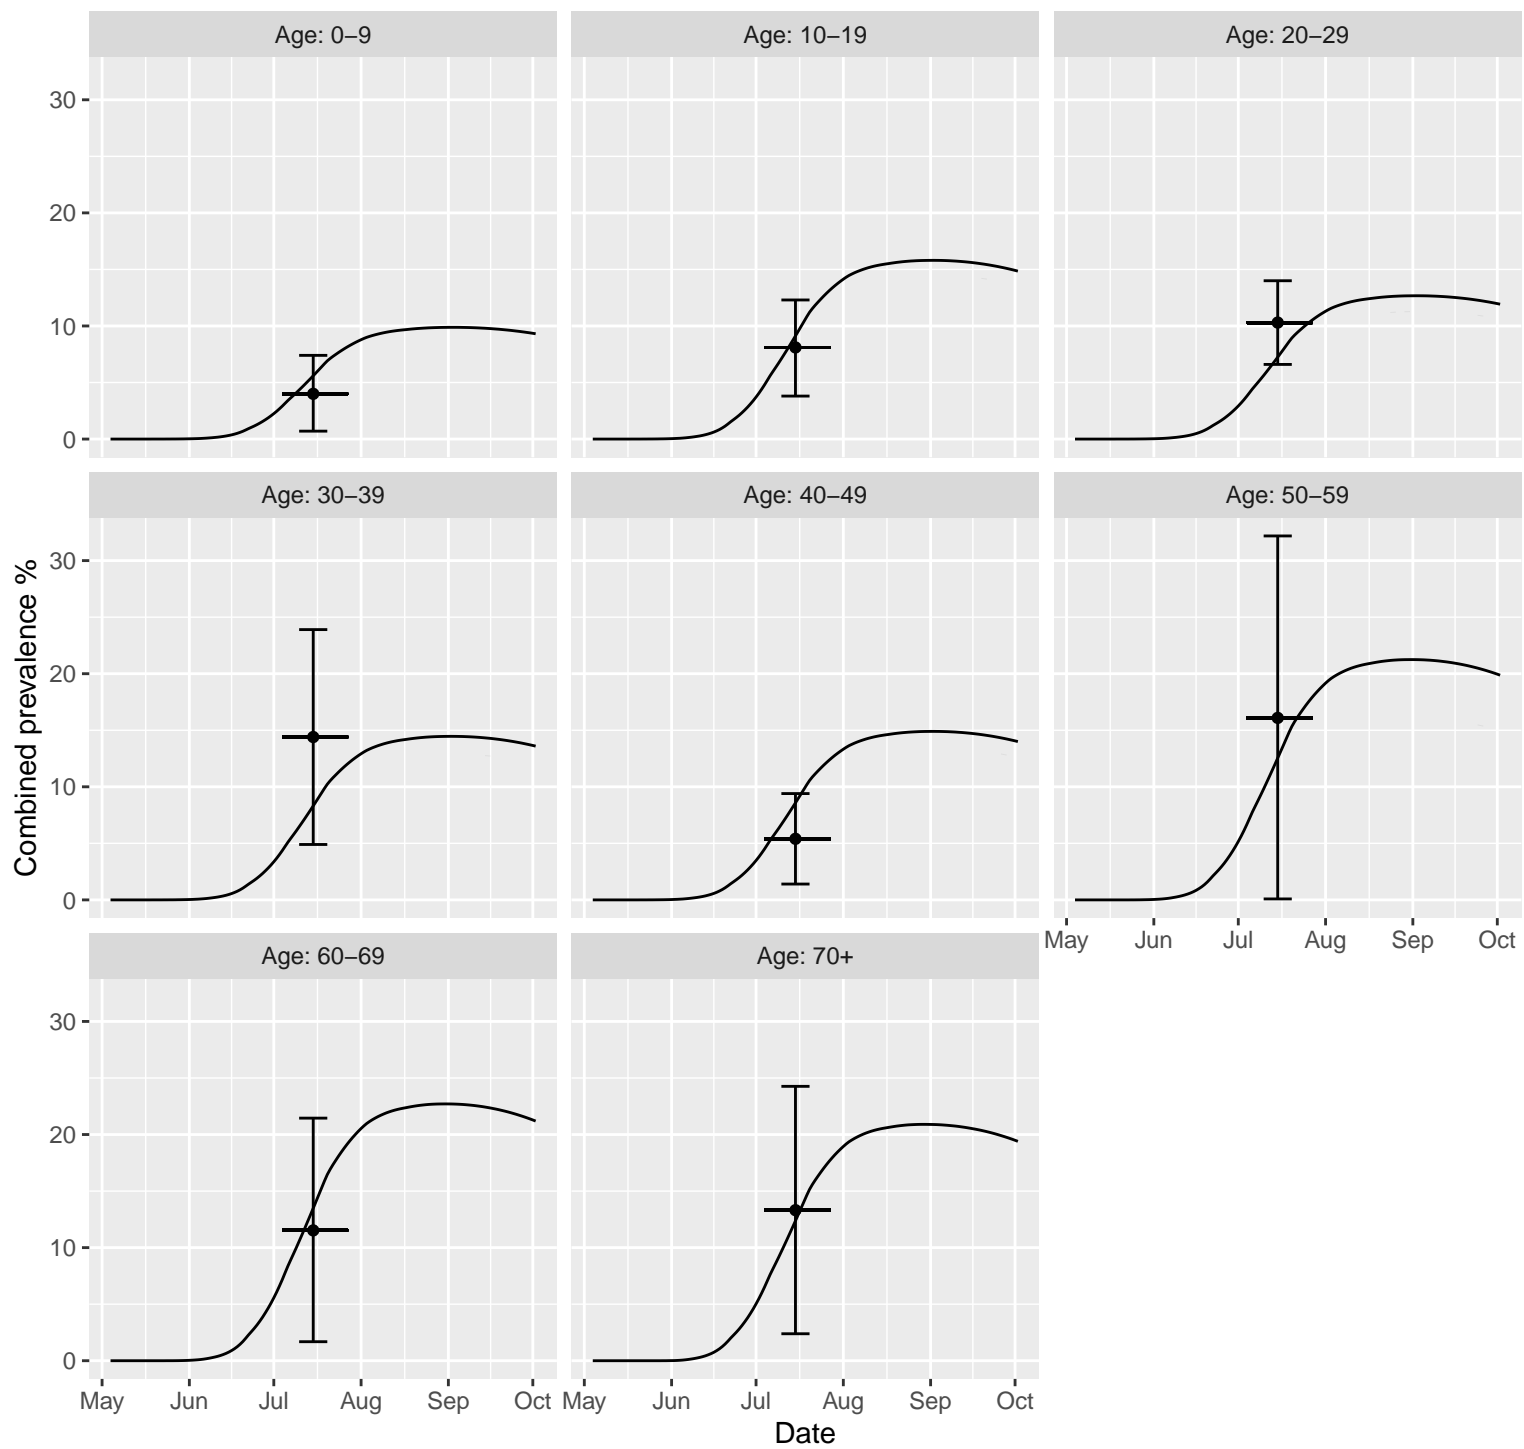 Age: 0–9
Age: 10–19
Age: 20–29
30
20
10
0
Age: 30–39
Age: 40–49
Age: 50–59
30
20
10
0
May Jun Jul Aug Sep Oct
Age: 60–69
Age: 70+
30
20
10
0
May Jun Jul Aug Sep Oct
May Jun Jul Aug Sep Oct
Date
Combined prevalence %